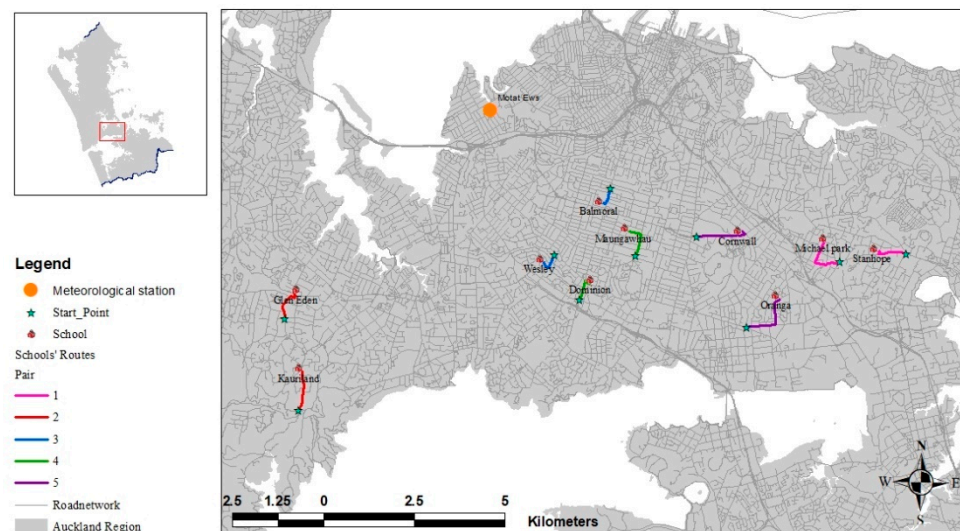 Motat Ews
Balmoral
Maungawhau
Cornwall
Michael park
Stanhope
Wesley
Dominion
Oranga
Glen Eden
Kauriland
Legend
Meteorological station
Start_Point
School
Schools' Routes
Pair
1
2
3
4
5
Roadnetwork
Auckland Region
2.5 1.25 0 2.5 5
Kilometers
N
W E
S